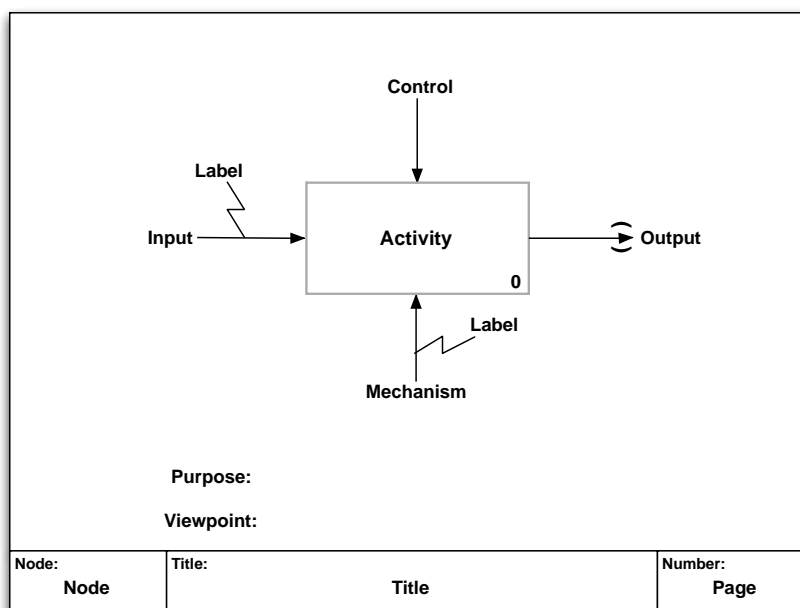 Control
Label
Input
Activity
Output
0
Label
Mechanism
Purpose:
Viewpoint:
Node:
Title:
Number:
Node
Title
Page